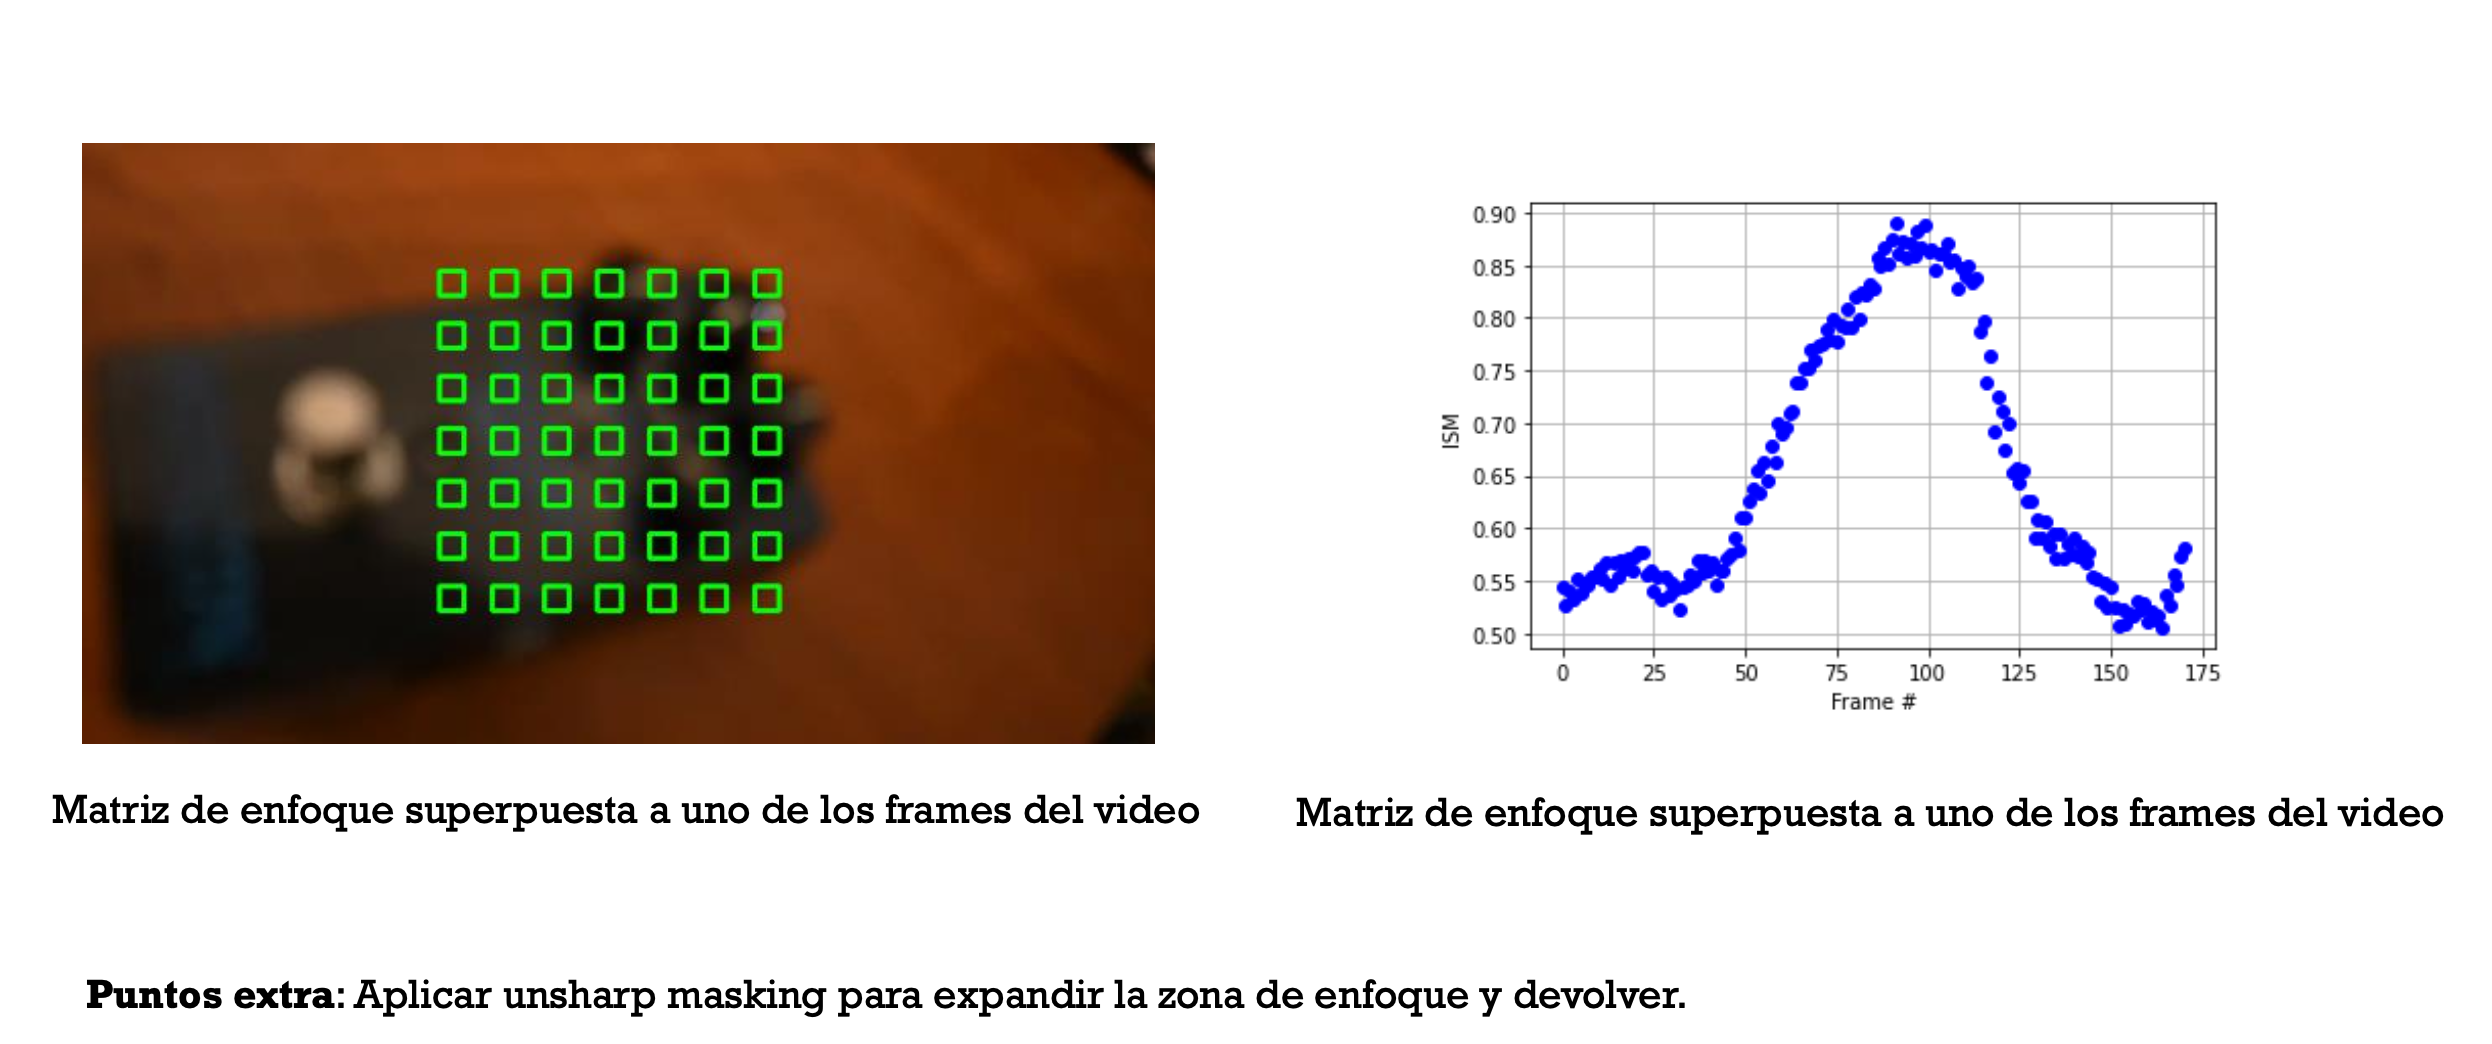 0.90
0.85
0.80
0.75
0.70
0.65
0.60
0.55
0.50
ISM
0 25 50 75 100 125 150 175
Frame #
Matriz de enfoque superpuesta a uno de los frames del video
Matriz de enfoque superpuesta a uno de los frames del video
Puntos extra: Aplicar unsharp masking para expandir la zona de enfoque y devolver.